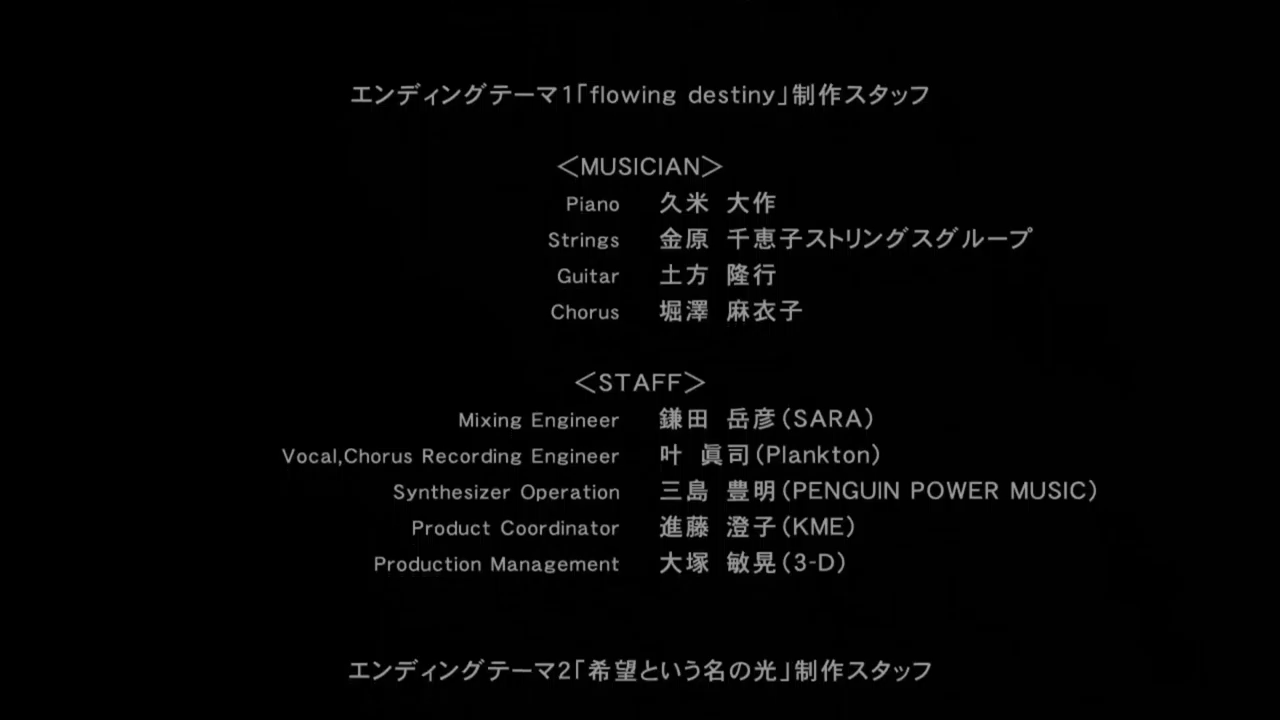 エンディングテーマ1「flowing destiny」制作スタッフ
＜MUSICIAN＞
Piano 久米 大作
Strings 金原 千恵子ストリングスグループ
Guitar 土方 隆行
Chorus 堀澤 麻衣子
＜STAFF＞
Mixing Engineer 鎌田 岳彦（SARA）
Vocal,Chorus Recording Engineer 叶 眞司（Plankton）
Synthesizer Operation 三島 豊明（PENGUIN POWER MUSIC）
Product Coordinator 進藤 澄子（KME）
Production Management 大塚 敏晃（3-D）
エンディングテーマ2「希望という名の光」制作スタッフ